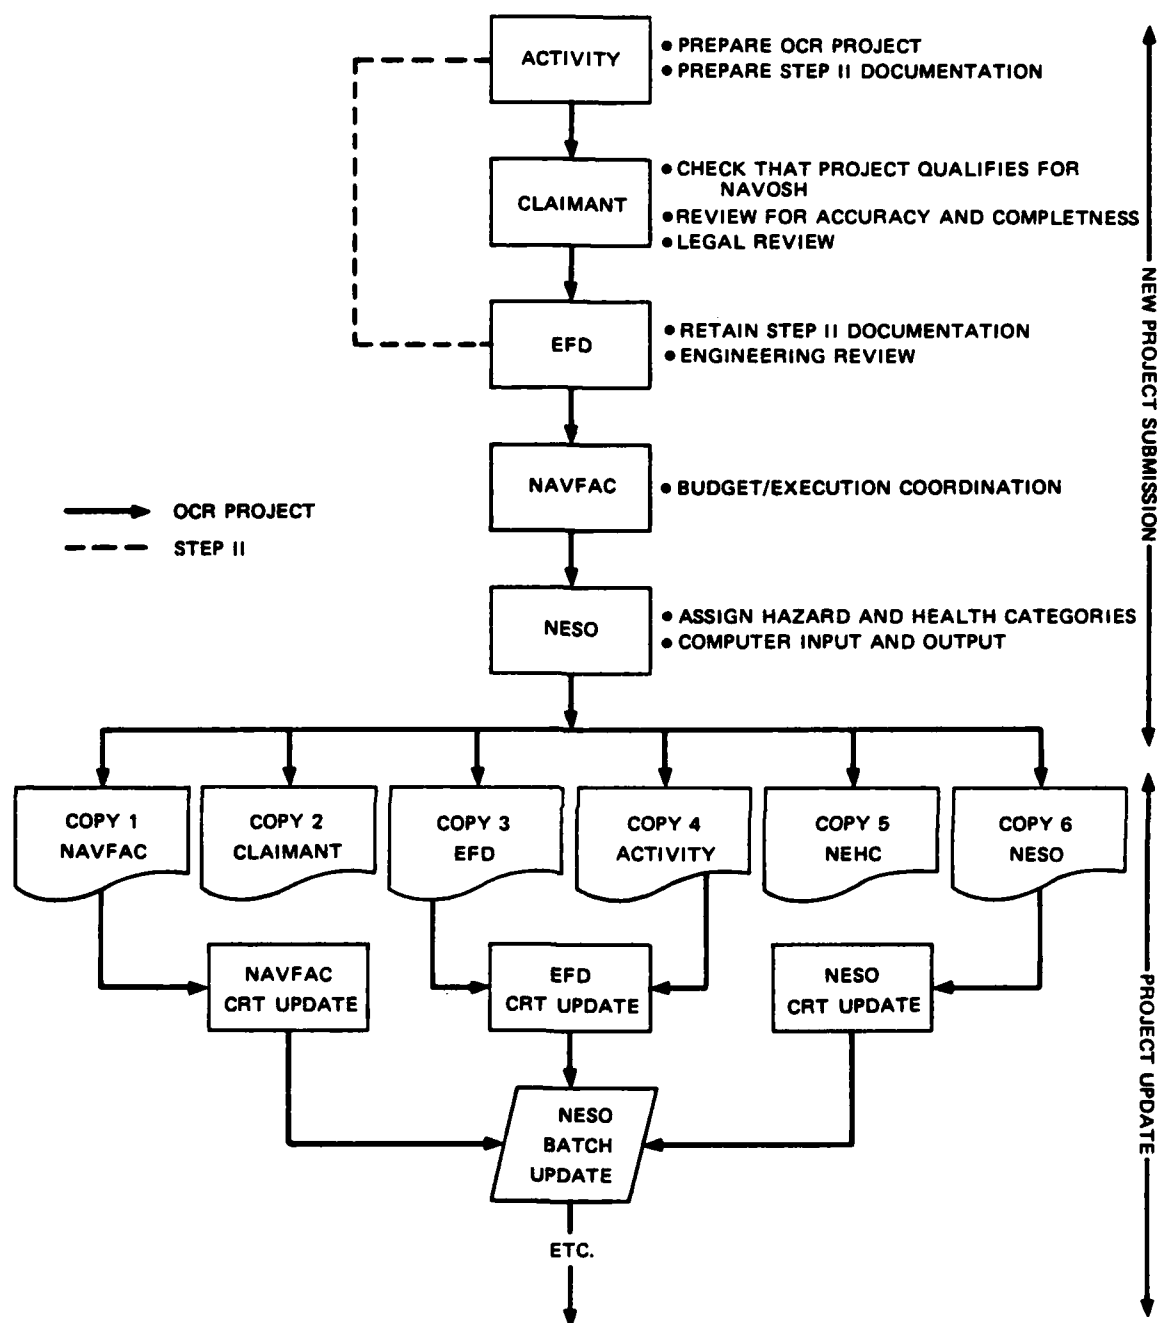 ACTIVITY
● PREPARE OCR PROJECT
● PREPARE STEP II DOCUMENTATION
CLAIMANT
● CHECK THAT PROJECT QUALIFIES FOR
NAVOSH
● REVIEW FOR ACCURACY AND COMPLETNESS
● LEGAL REVIEW
EFD
● RETAIN STEP II DOCUMENTATION
● ENGINEERING REVIEW
NAVFAC
● BUDGET/EXECUTION COORDINATION
OCR PROJECT
STEP II
NESO
● ASSIGN HAZARD AND HEALTH CATEGORIES
● COMPUTER INPUT AND OUTPUT
NEW PROJECT SUBMISSION
COPY 1
NAVFAC
COPY 2
CLAIMANT
COPY 3
EFD
COPY 4
ACTIVITY
COPY 5
NEHC
COPY 6
NESO
NAVFAC
CRT UPDATE
EFD
CRT UPDATE
NESO
CRT UPDATE
NESO
BATCH
UPDATE
ETC.
PROJECT UPDATE